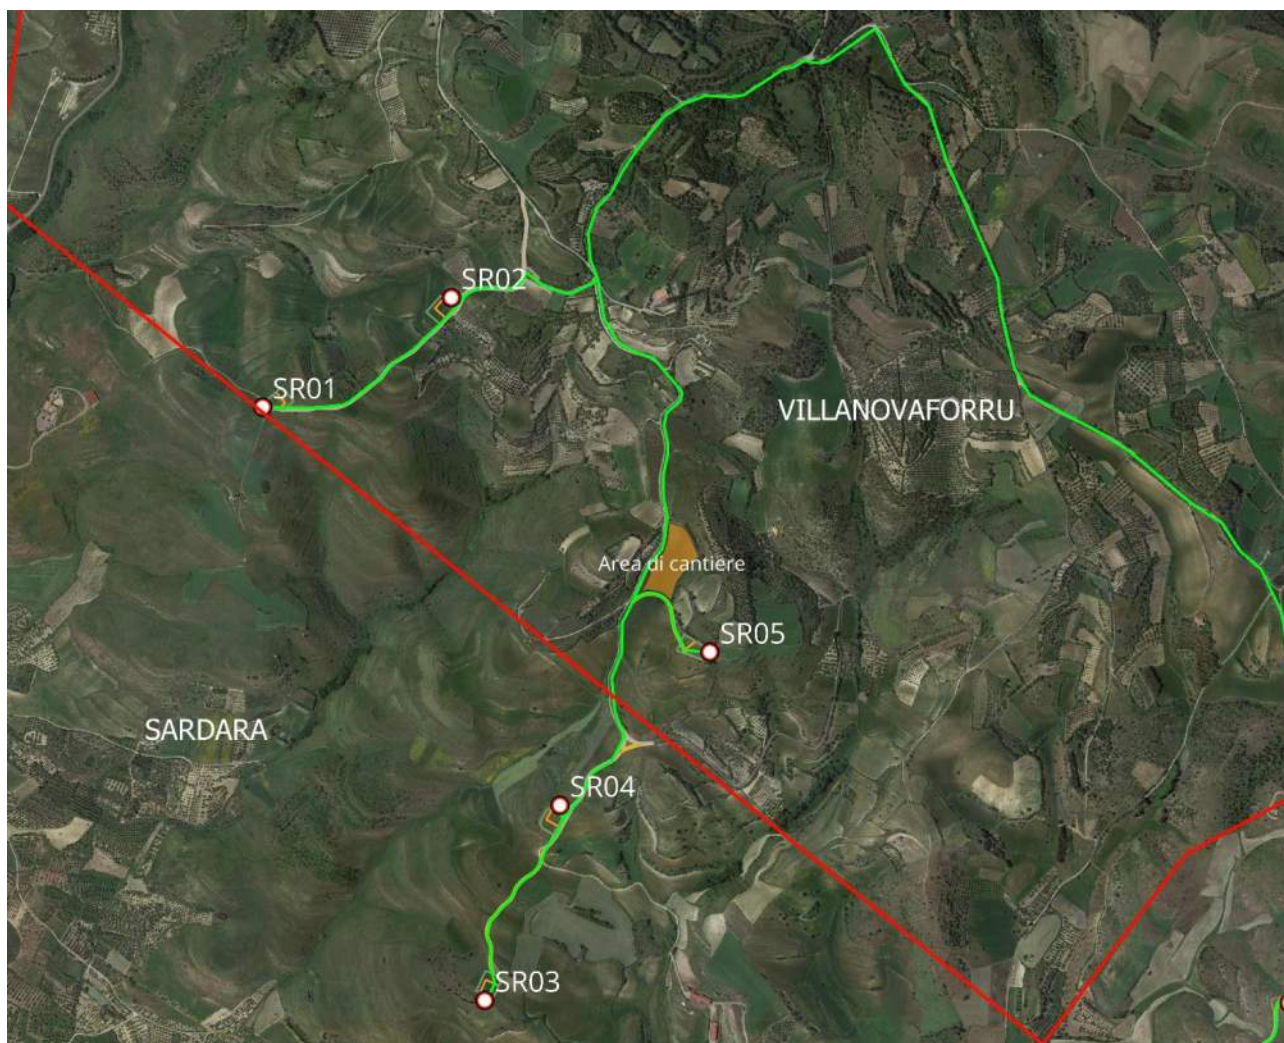 SR02
SR01
VILLANOVAFORRU
Area di cantiere
SR05
SARDARA
SR04
SR03